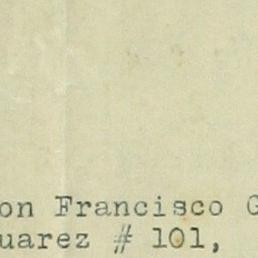 on Francisco G
uarez # 101,